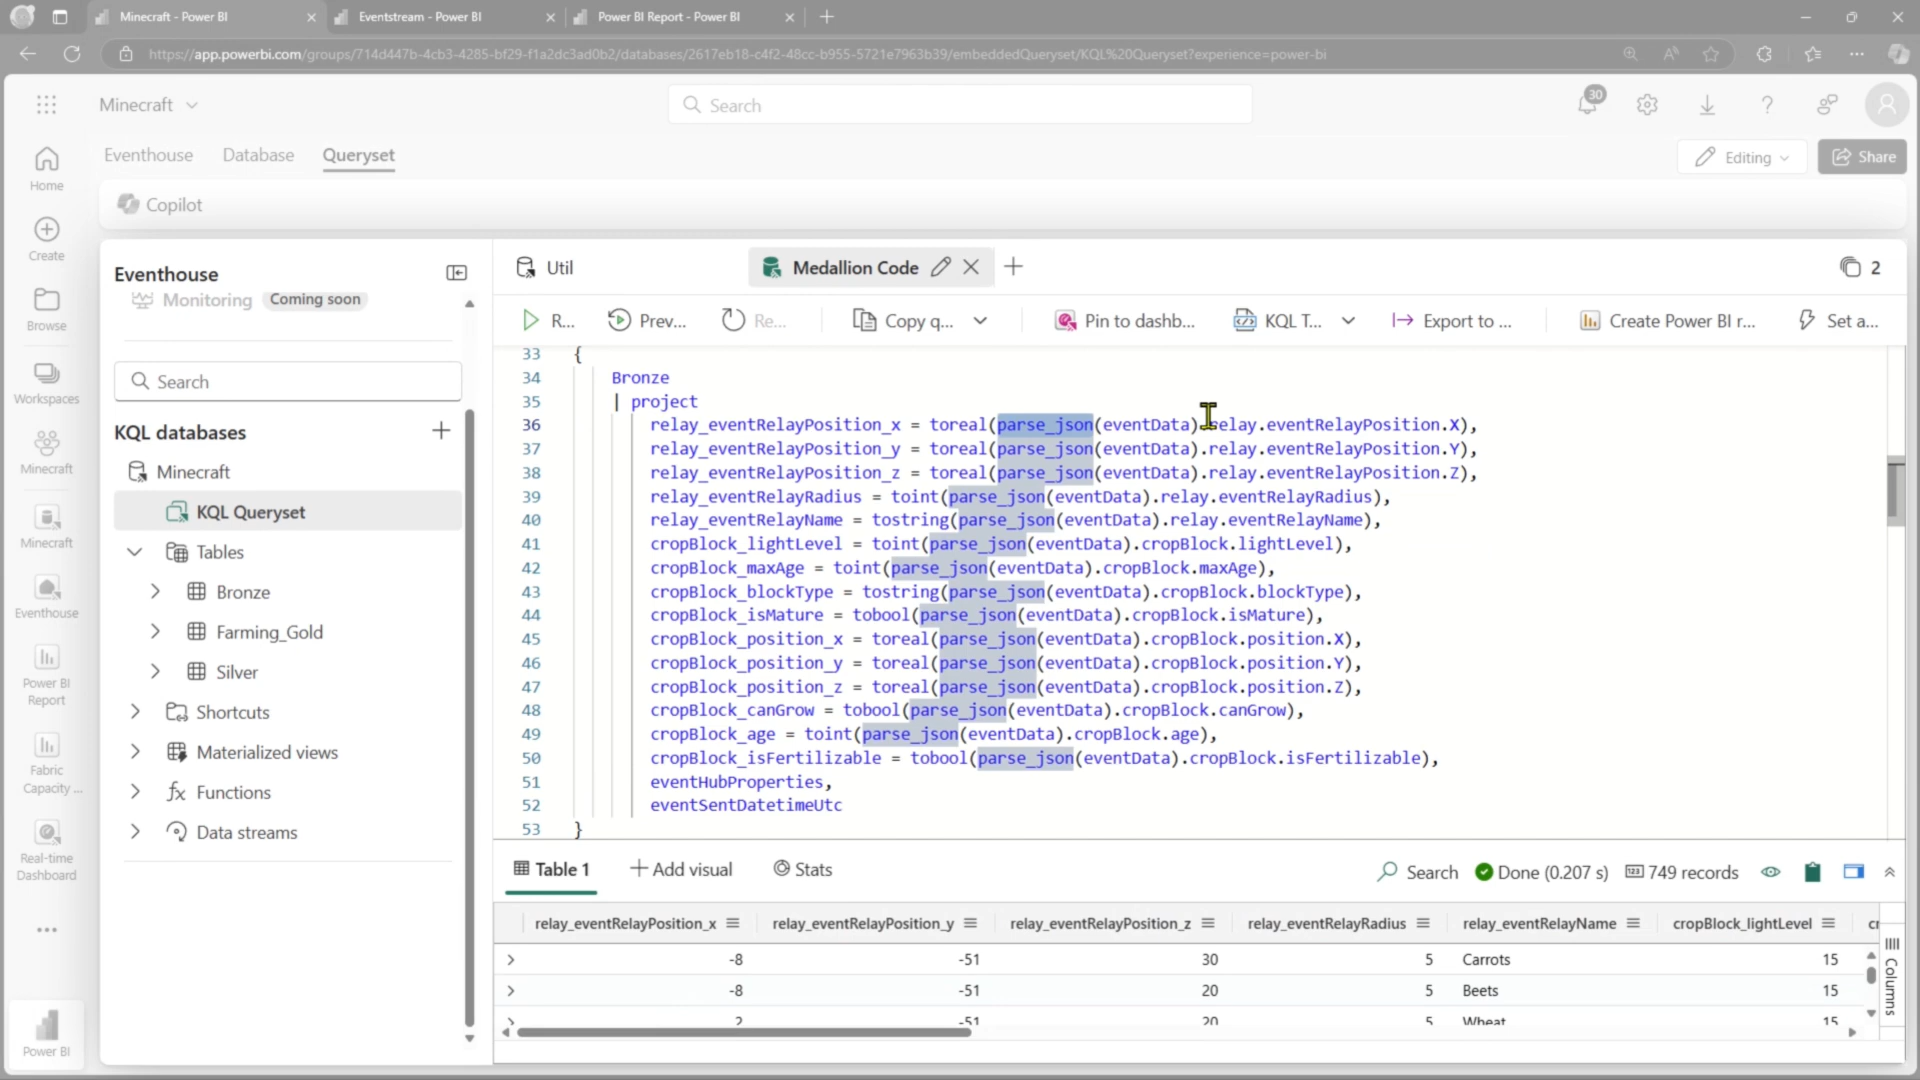 Minecraft - Power BI
Eventstream - Power BI
Power BI Report - Power BI
https://app.powerbi.com/groups/714d447b-4cb3-4285-bf29-f1a2dc3ad0b2/databases/2617eb18-c4f2-48cc-b955-5721e7963b39/embeddedQueryset/KQL%20Queryset?experience=power-bi
Minecraft
Search
30
Eventhouse Database Queryset
Editing
Share
Copilot
Home
Create
Browse
Workspaces
Minecraft
Minecraft
Eventhouse
Power BI
Report
Fabric
Capacity ...
Real-time
Dashboard
Power BI
Eventhouse
Monitoring Coming soon
Search
KQL databases
Minecraft
KQL Queryset
Tables
Bronze
Farming_Gold
Silver
Shortcuts
Materialized views
Functions
Data streams
Util
Medallion Code
2
R... Prev... Re... Copy q... Pin to dashb... KQL T... Export to ... Create Power BI r... Set a...
33 {
34 Bronze
35 | project
36 relay_eventRelayPosition_x = toreal(parse_json(eventData).relay.eventRelayPosition.X),
37 relay_eventRelayPosition_y = toreal(parse_json(eventData).relay.eventRelayPosition.Y),
38 relay_eventRelayPosition_z = toreal(parse_json(eventData).relay.eventRelayPosition.Z),
39 relay_eventRelayRadius = toint(parse_json(eventData).relay.eventRelayRadius),
40 relay_eventRelayName = tostring(parse_json(eventData).relay.eventRelayName),
41 cropBlock_lightLevel = toint(parse_json(eventData).cropBlock.lightLevel),
42 cropBlock_maxAge = toint(parse_json(eventData).cropBlock.maxAge),
43 cropBlock_blockType = tostring(parse_json(eventData).cropBlock.blockType),
44 cropBlock_isMature = tobool(parse_json(eventData).cropBlock.isMature),
45 cropBlock_position_x = toreal(parse_json(eventData).cropBlock.position.X),
46 cropBlock_position_y = toreal(parse_json(eventData).cropBlock.position.Y),
47 cropBlock_position_z = toreal(parse_json(eventData).cropBlock.position.Z),
48 cropBlock_canGrow = tobool(parse_json(eventData).cropBlock.canGrow),
49 cropBlock_age = toint(parse_json(eventData).cropBlock.age),
50 cropBlock_isFertilizable = tobool(parse_json(eventData).cropBlock.isFertilizable),
51 eventHubProperties,
52 eventSentDatetimeUtc
53 }
Table 1 Add visual Stats
Search Done (0.207 s) 749 records
relay_eventRelayPosition_x relay_eventRelayPosition_y relay_eventRelayPosition_z relay_eventRelayRadius relay_eventRelayName cropBlock_lightLevel
-8 -51 30 5 Carrots 15
-8 -51 20 5 Beets 15
2 -51 20 5 Wheat 15
Columns